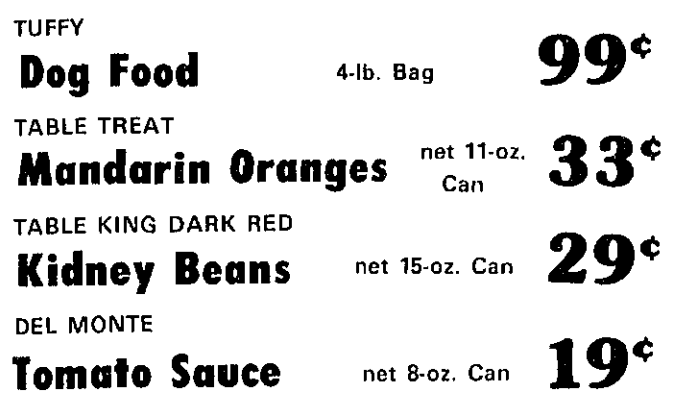 TUFFY
Dog Food 4-lb. Bag 99¢
TABLE TREAT
Mandarin Oranges net 11-oz. Can 33¢
TABLE KING DARK RED
Kidney Beans net 15-oz. Can 29¢
DEL MONTE
Tomato Sauce net 8-oz. Can 19¢